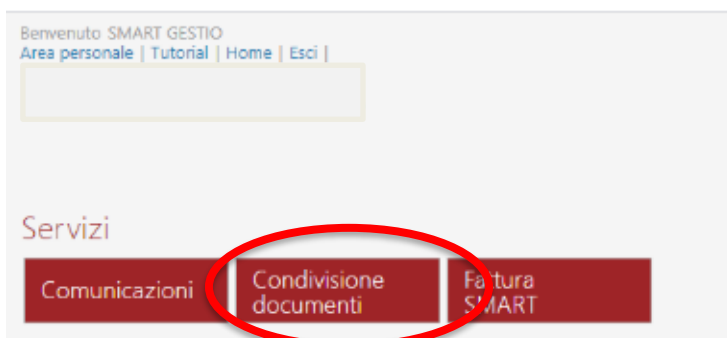 Benvenuto SMART GESTIO
Area personale | Tutorial | Home | Esci |
Servizi
Comunicazioni
Condivisione
documenti
Fattura
SMART